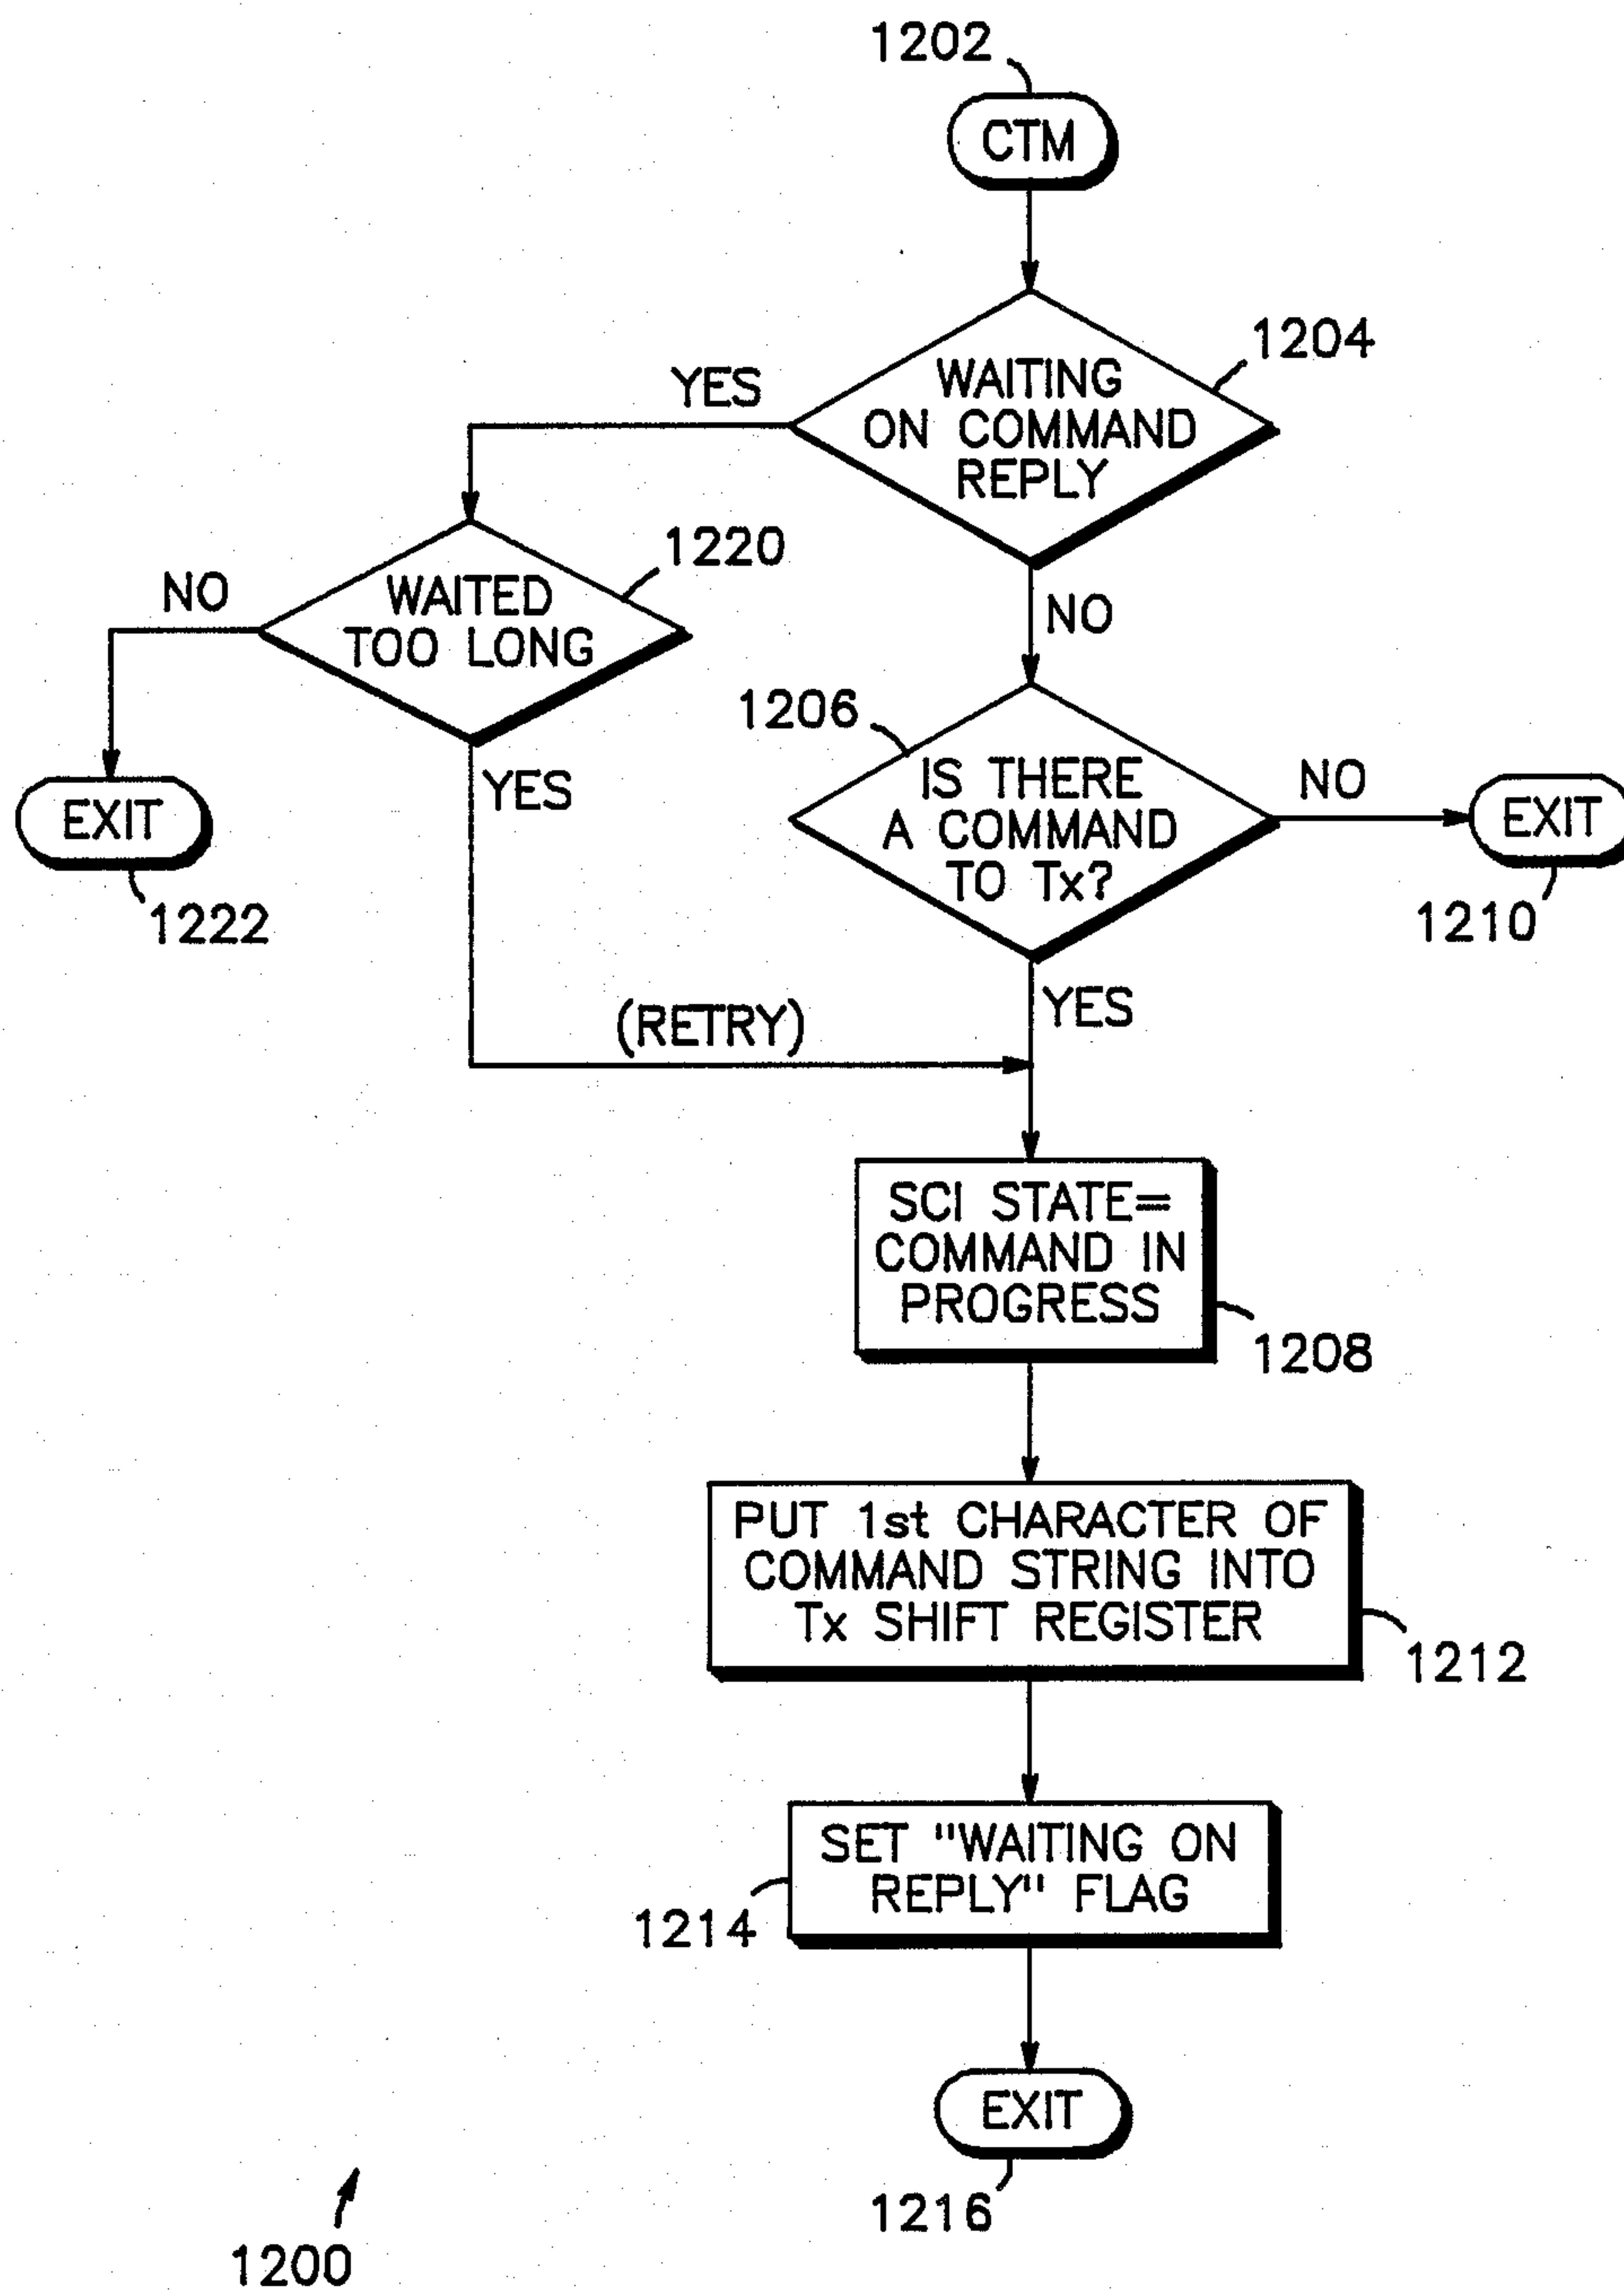 1202
CTM
1204
WAITING
ON COMMAND
REPLY
YES
NO
1220
WAITED
TOO LONG
NO
YES
EXIT
1222
1206
IS THERE
A COMMAND
TO Tx?
NO
EXIT
1210
YES
(RETRY)
SCI STATE=
COMMAND IN
PROGRESS
1208
PUT 1st CHARACTER OF
COMMAND STRING INTO
Tx SHIFT REGISTER
1212
SET "WAITING ON
REPLY" FLAG
1214
EXIT
1216
1200